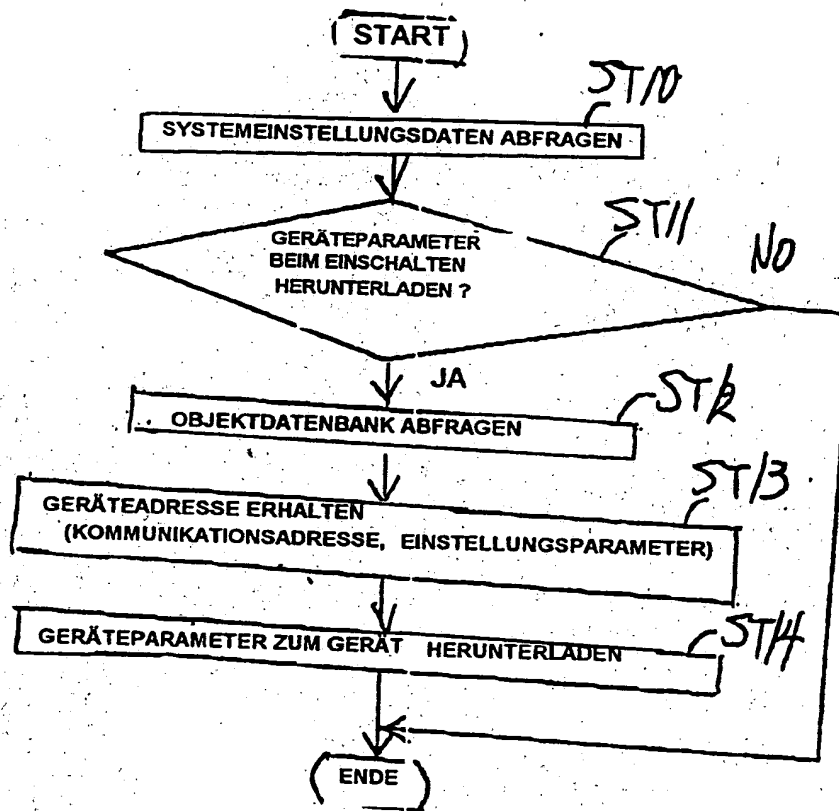 START
ST10
SYSTEMEINSTELLUNGSDATEN ABFRAGEN
ST11
GERÄTEPARAMETER
BEIM EINSCHALTEN
HERUNTERLADEN ?
NO
JA
ST12
OBJEKTDATENBANK ABFRAGEN
ST13
GERÄTEADRESSE ERHALTEN
(KOMMUNIKATIONSADRESSE, EINSTELLUNGSPARAMETER)
ST14
GERÄTEPARAMETER ZUM GERÄT HERUNTERLADEN
ENDE